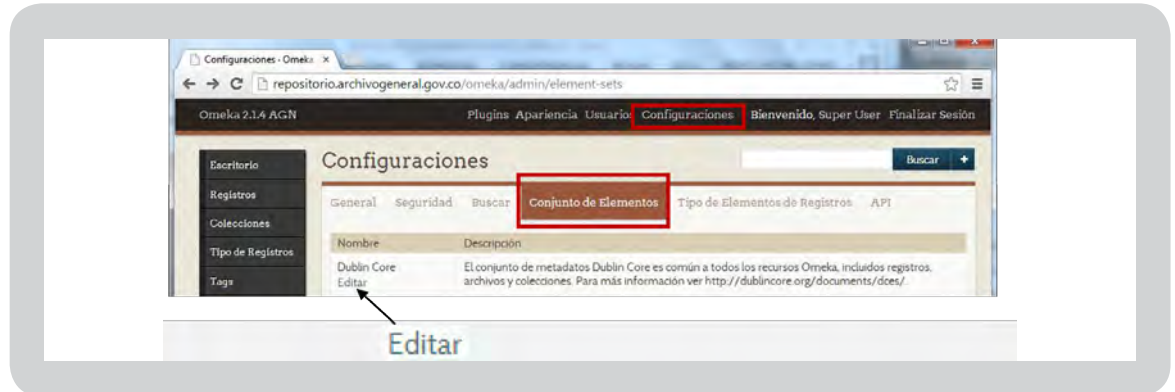 Configuraciones - Omeka ×
repositorio.archivogeneral.gov.co/omeka/admin/element-sets
Omeka 2.1.4 AGN Plugins Apariencia Usuario Configuraciones Bienvenido, Super User Finalizar Sesión
Escritorio
Registros
Colecciones
Tipo de Registros
Tags
Configuraciones
Buscar +
General Seguridad Buscar Conjunto de Elementos Tipo de Elementos de Registros API
Nombre Descripción
Dublin Core El conjunto de metadatos Dublin Core es común a todos los recursos Omeka, incluidos registros,
Editar archivos y colecciones. Para más información ver http://dublincore.org/documents/dces/.
Editar